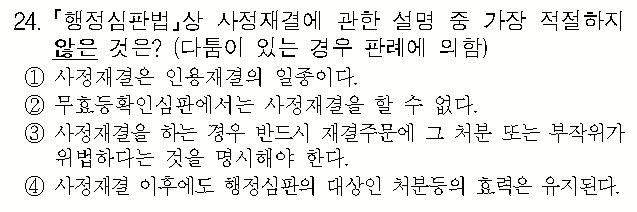 24. 「행정심판법」상 사정재결에 관한 설명 중 가장 적절하지
않은 것은? (다툼이 있는 경우 판례에 의함)
① 사정재결은 인용재결의 일종이다.
② 무효등확인심판에서는 사정재결을 할 수 없다.
③ 사정재결을 하는 경우 반드시 재결주문에 그 처분 또는 부작위가
위법하다는 것을 명시해야 한다.
④ 사정재결 이후에도 행정심판의 대상인 처분등의 효력은 유지된다.